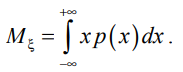 M_ξ = ∫_{-∞}^{+∞} x p(x) dx .